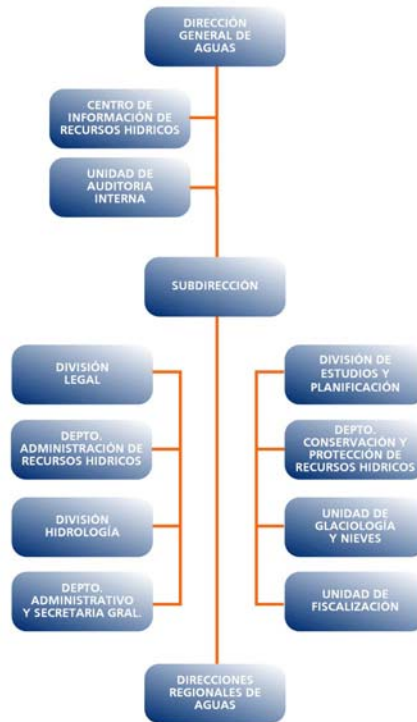 DIRECCIÓN
GENERAL DE
AGUAS
CENTRO DE
INFORMACIÓN DE
RECURSOS HIDRICOS
UNIDAD DE
AUDITORIA
INTERNA
SUBDIRECCIÓN
DIVISIÓN
LEGAL
DEPTO.
ADMINISTRACIÓN DE
RECURSOS HIDRICOS
DIVISIÓN
HIDROLOGÍA
DEPTO.
ADMINISTRATIVO
Y SECRETARIA GRAL.
DIVISIÓN DE
ESTUDIOS Y
PLANIFICACIÓN
DEPTO.
CONSERVACIÓN Y
PROTECCIÓN DE
RECURSOS HIDRICOS
UNIDAD DE
GLACIOLOGÍA
Y NIEVES
UNIDAD DE
FISCALIZACIÓN
DIRECCIONES
REGIONALES DE
AGUAS